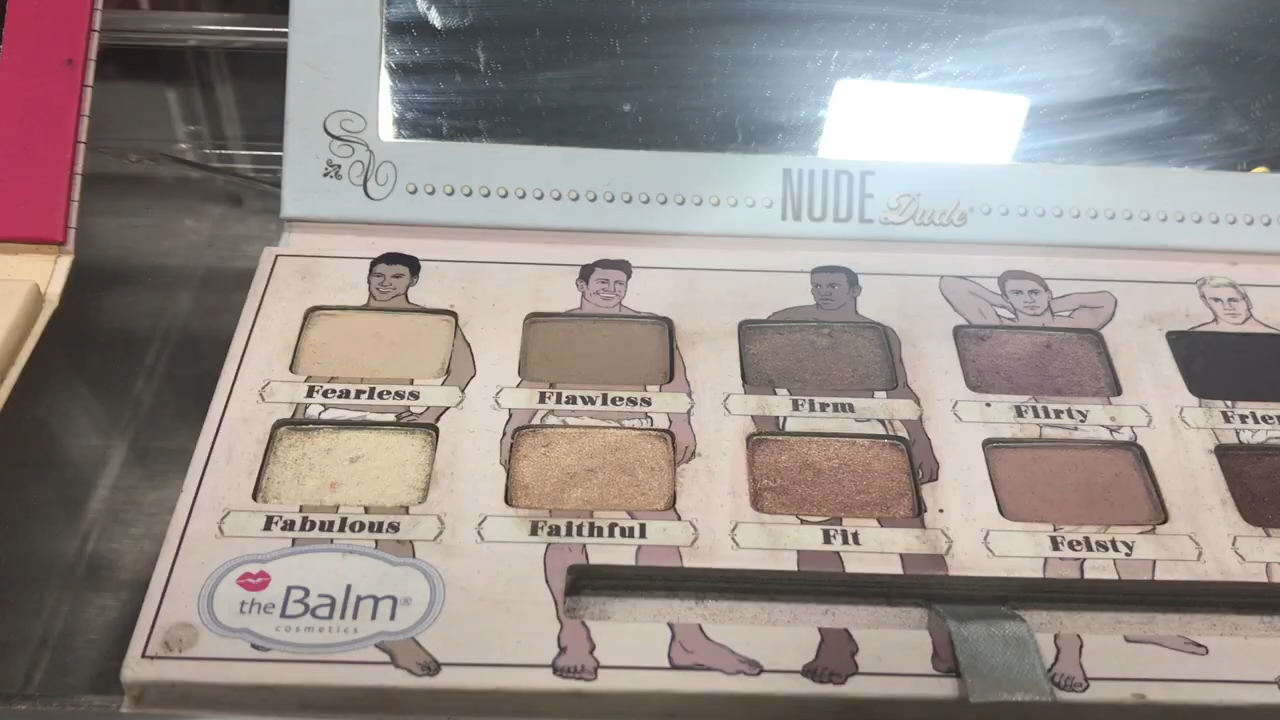 NUDE Dude
Fearless
Flawless
Firm
Flirty
Fabulous
Faithful
Fit
Feisty
theBalm®
cosmetics